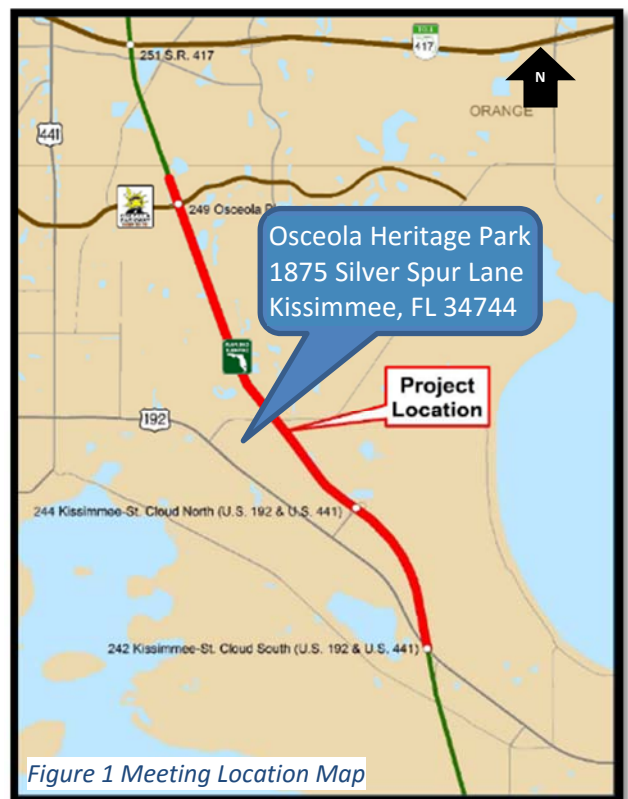 417
N
251 S.R. 417
ORANGE
441
249 Osceola
Osceola Heritage Park
1875 Silver Spur Lane
Kissimmee, FL 34744
Project
Location
192
244 Kissimmee-St. Cloud North (U.S. 192 & U.S. 441)
242 Kissimmee-St. Cloud South (U.S. 192 & U.S. 441)
Figure 1 Meeting Location Map